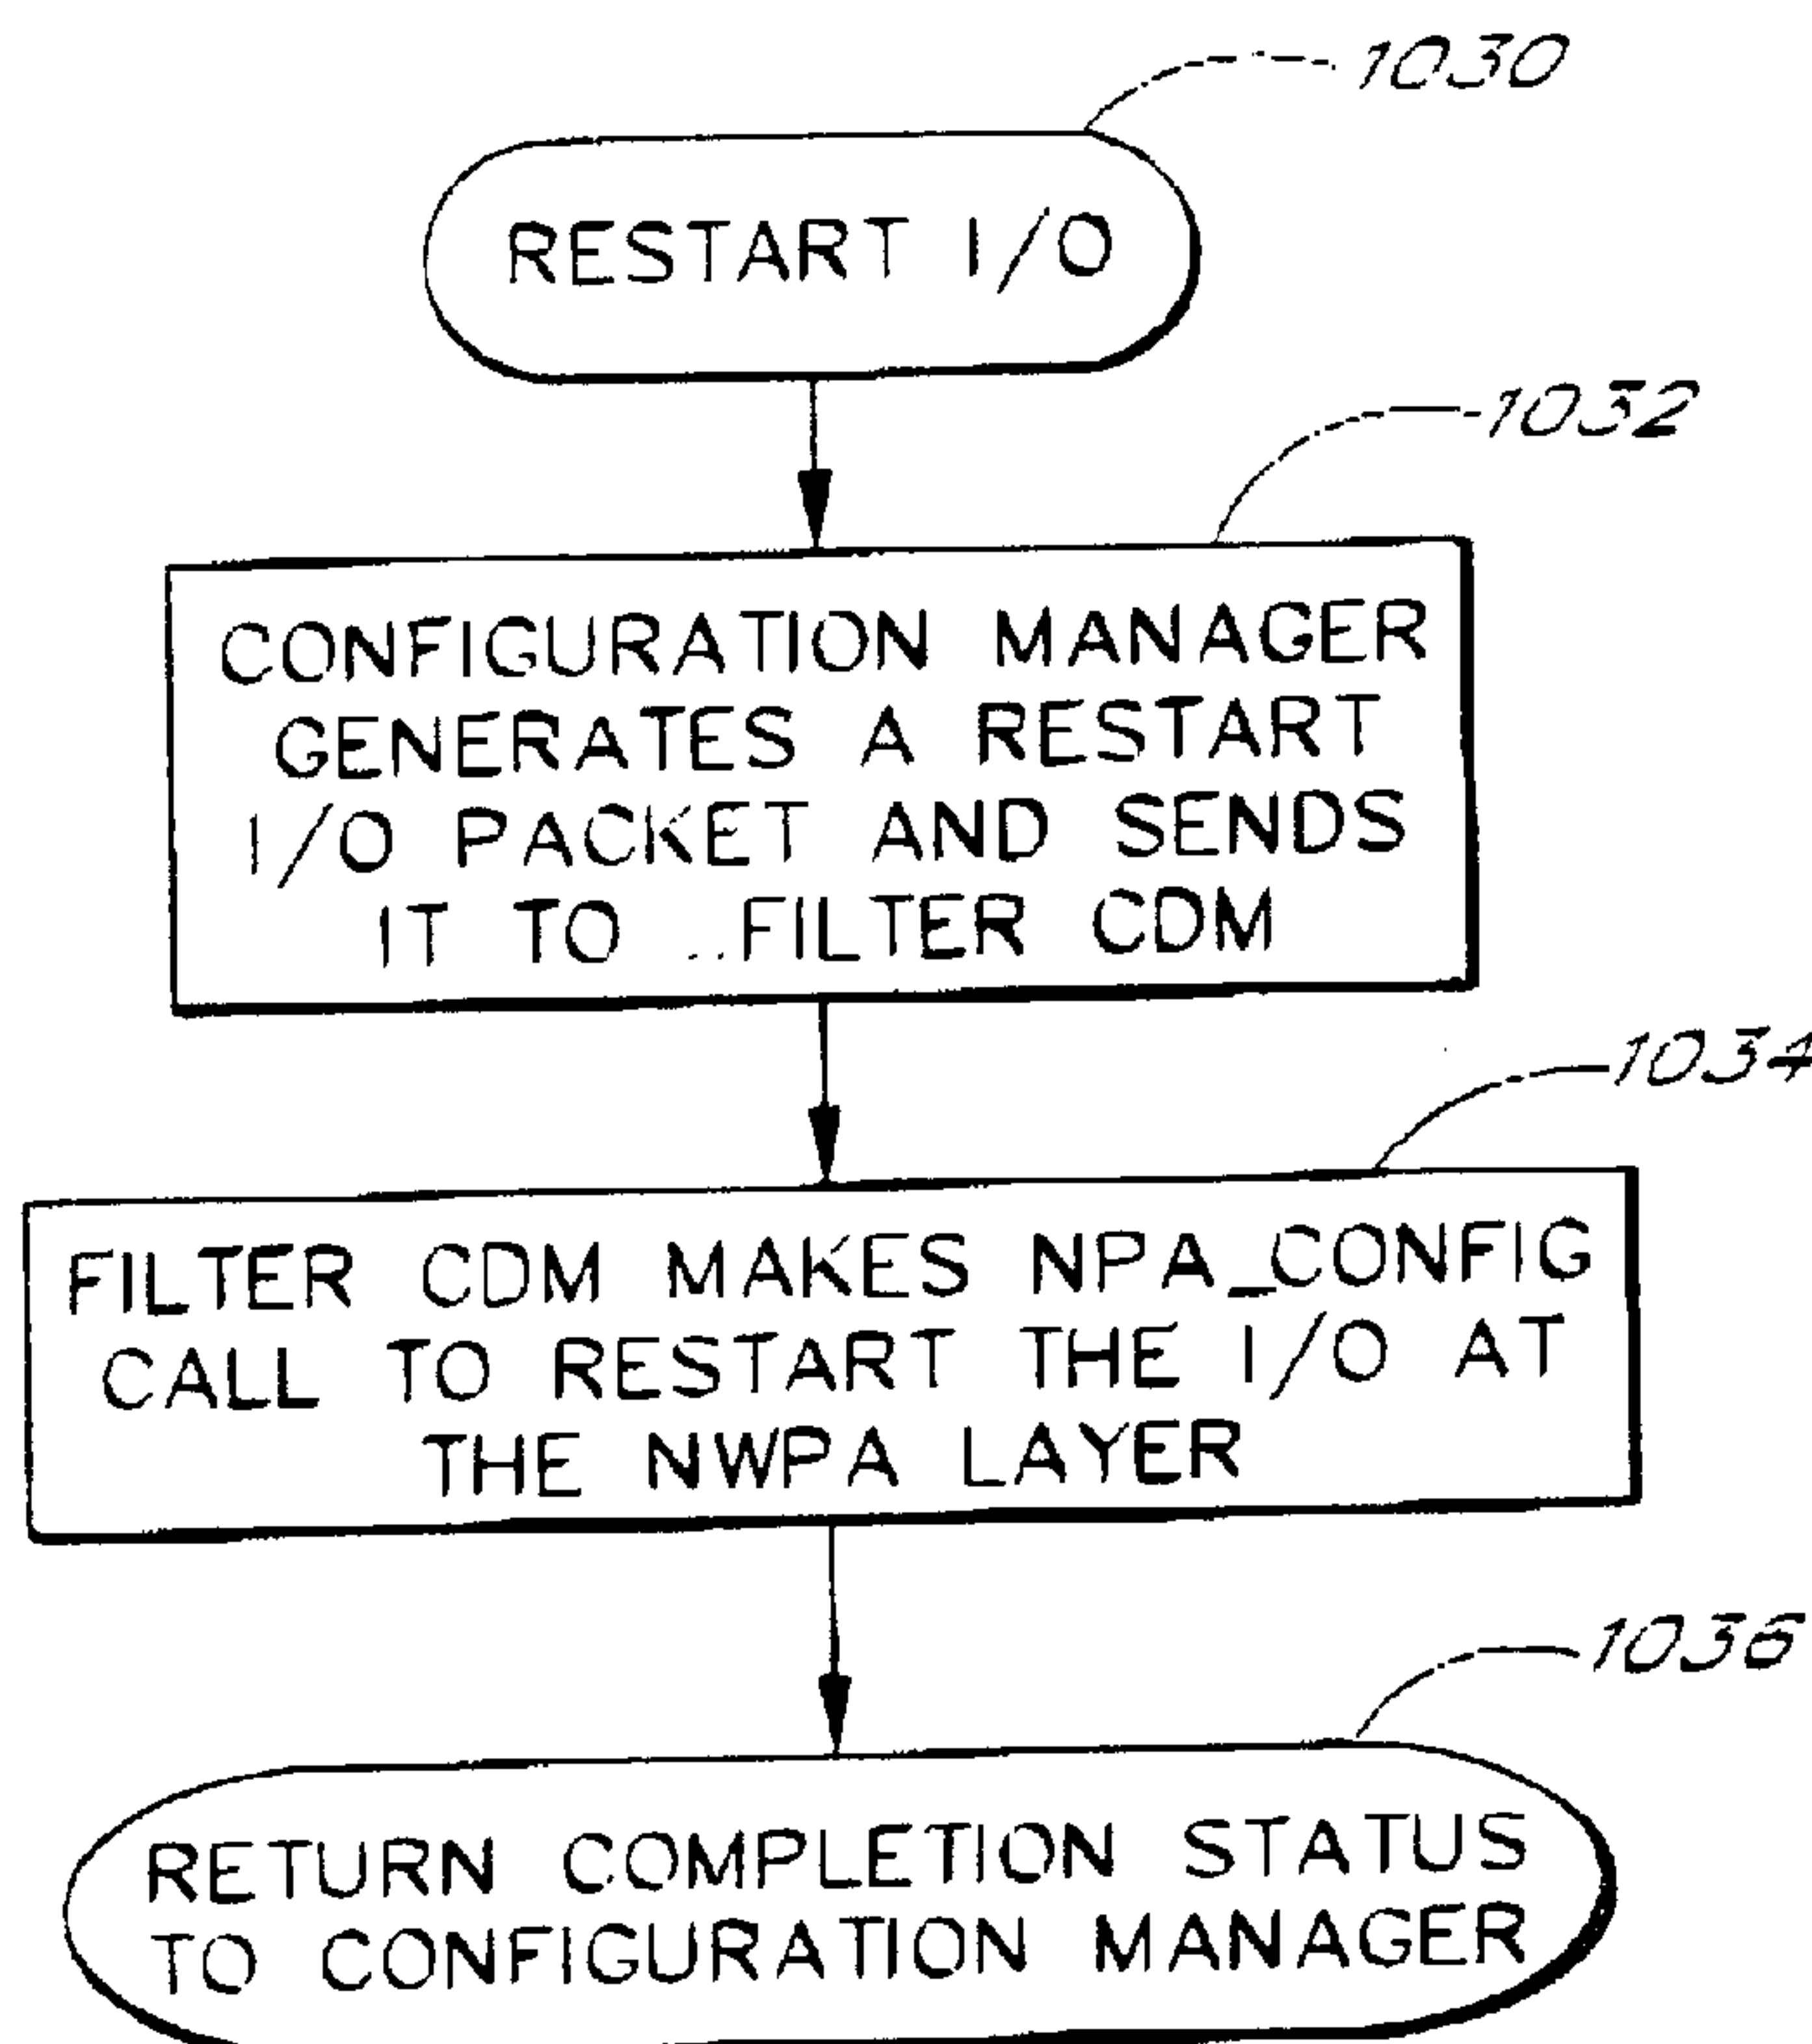 1030
RESTART I/O
1032
CONFIGURATION MANAGER
GENERATES A RESTART
I/O PACKET AND SENDS
IT TO ..FILTER CDM
1034
FILTER CDM MAKES NPA_CONFIG
CALL TO RESTART THE I/O AT
THE NWPA LAYER
1036
RETURN COMPLETION STATUS
TO CONFIGURATION MANAGER